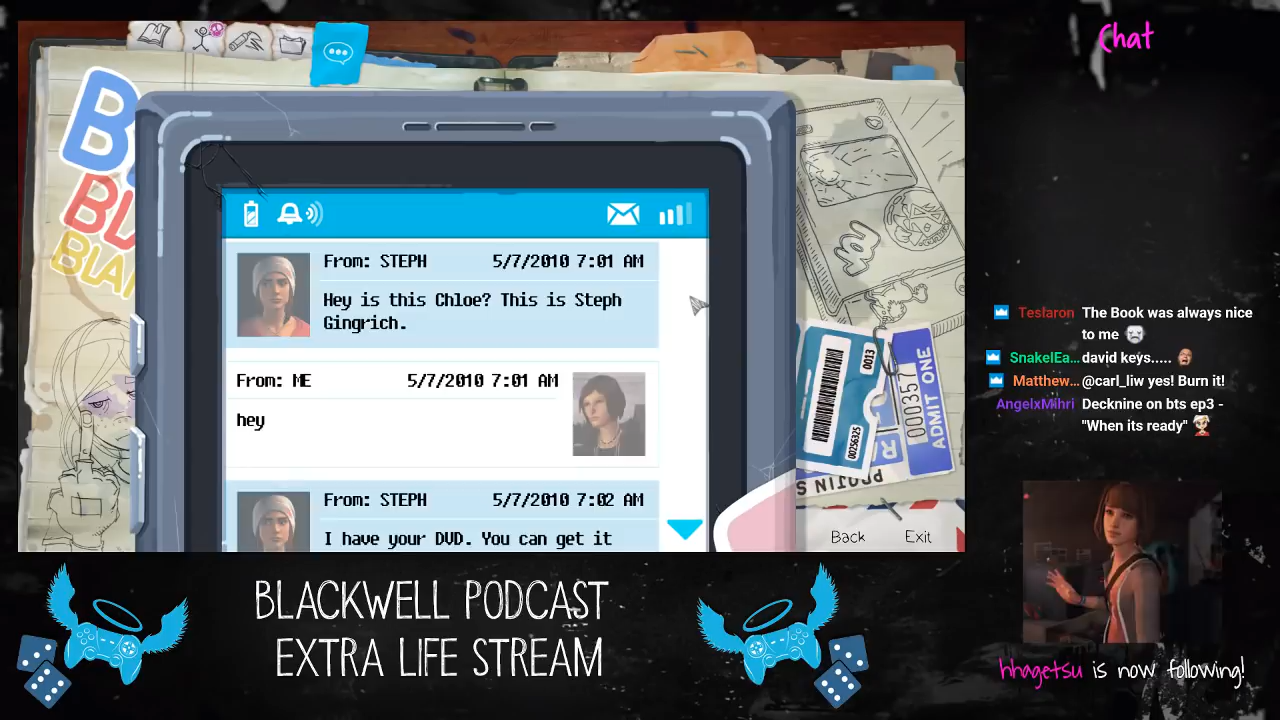 Chat
From: STEPH 5/7/2010 7:01 AM
Hey is this Chloe? This is Steph
Gingrich.
From: ME 5/7/2010 7:01 AM
hey
From: STEPH 5/7/2010 7:02 AM
I have your DVD. You can get it
0013
00256325
000357
ADMIT ONE
Back Exit
Teslaron The Book was always nice
to me
SnakeIEa... david keys.....
Matthew... @carl_liw yes! Burn it!
AngelxMihri Decknine on bts ep3 -
"When its ready"
BLACKWELL PODCAST
EXTRA LIFE STREAM
hhagetsu is now following!